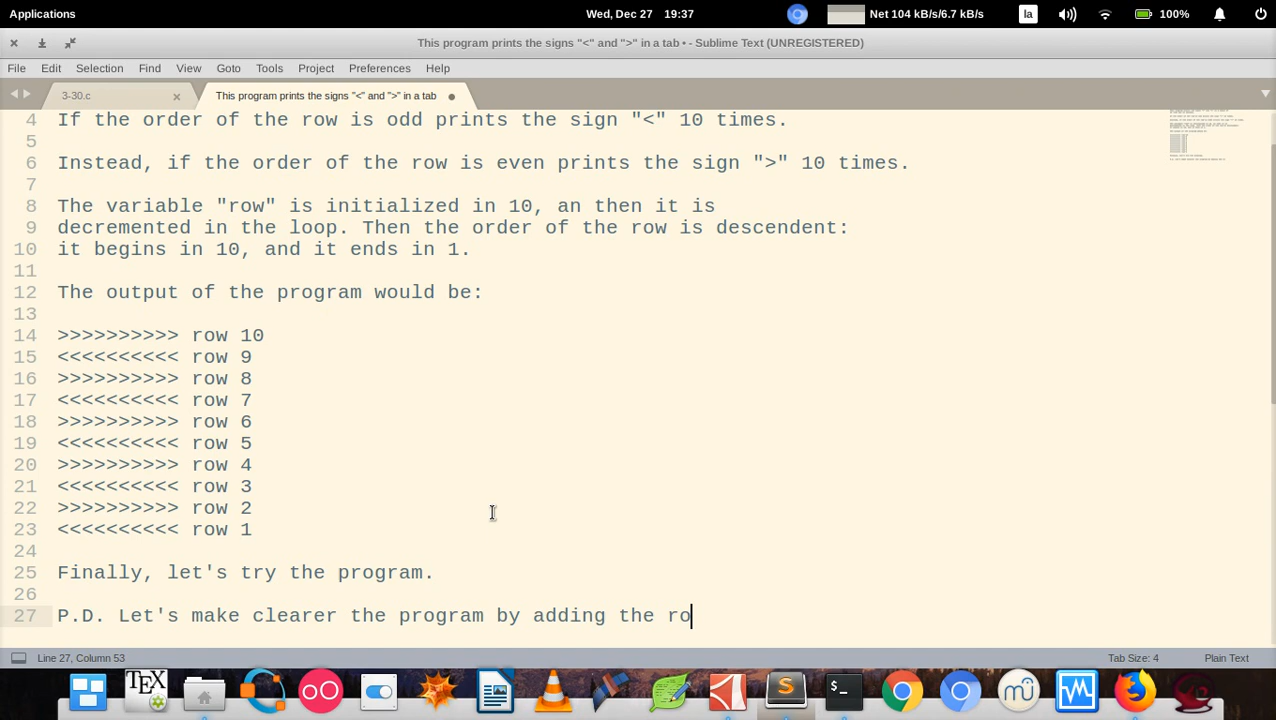 Applications
Wed, Dec 27 19:37
Net 104 kB/s/6.7 kB/s
la
100%
This program prints the signs "<" and ">" in a tab • - Sublime Text (UNREGISTERED)
File Edit Selection Find View Goto Tools Project Preferences Help
3-30.c
This program prints the signs "<" and ">" in a tab
4 If the order of the row is odd prints the sign "<" 10 times.
5
6 Instead, if the order of the row is even prints the sign ">" 10 times.
7
8 The variable "row" is initialized in 10, an then it is
9 decremented in the loop. Then the order of the row is descendent:
10 it begins in 10, and it ends in 1.
11
12 The output of the program would be:
13
14 >>>>>>>>>> row 10
15 <<<<<<<<<< row 9
16 >>>>>>>>>> row 8
17 <<<<<<<<<< row 7
18 >>>>>>>>>> row 6
19 <<<<<<<<<< row 5
20 >>>>>>>>>> row 4
21 <<<<<<<<<< row 3
22 >>>>>>>>>> row 2
23 <<<<<<<<<< row 1
24
25 Finally, let's try the program.
26
27 P.D. Let's make clearer the program by adding the ro
Line 27, Column 53
Tab Size: 4
Plain Text
TEX